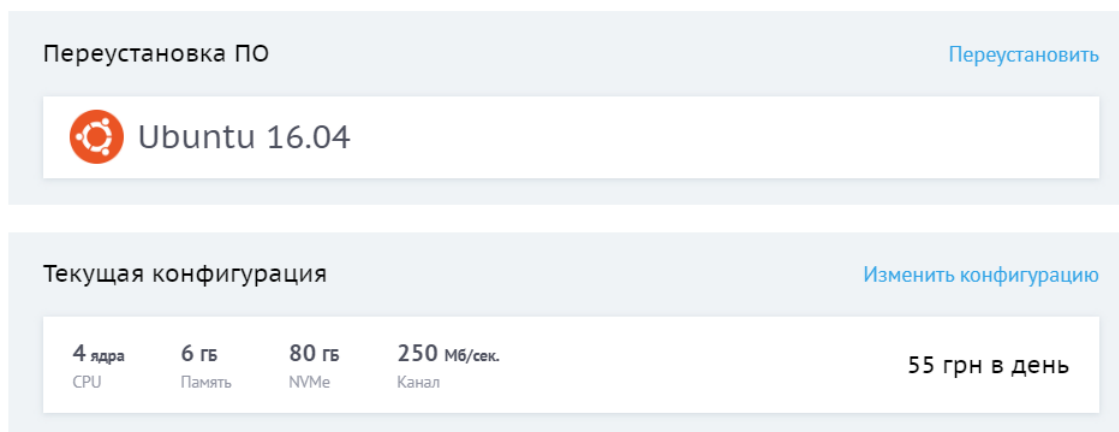 Переустановка ПО
Переустановить
Ubuntu 16.04
Текущая конфигурация
Изменить конфигурацию
4 ядра 6 ГБ 80 ГБ 250 Мб/сек.
CPU Память NVMe Канал
55 грн в день